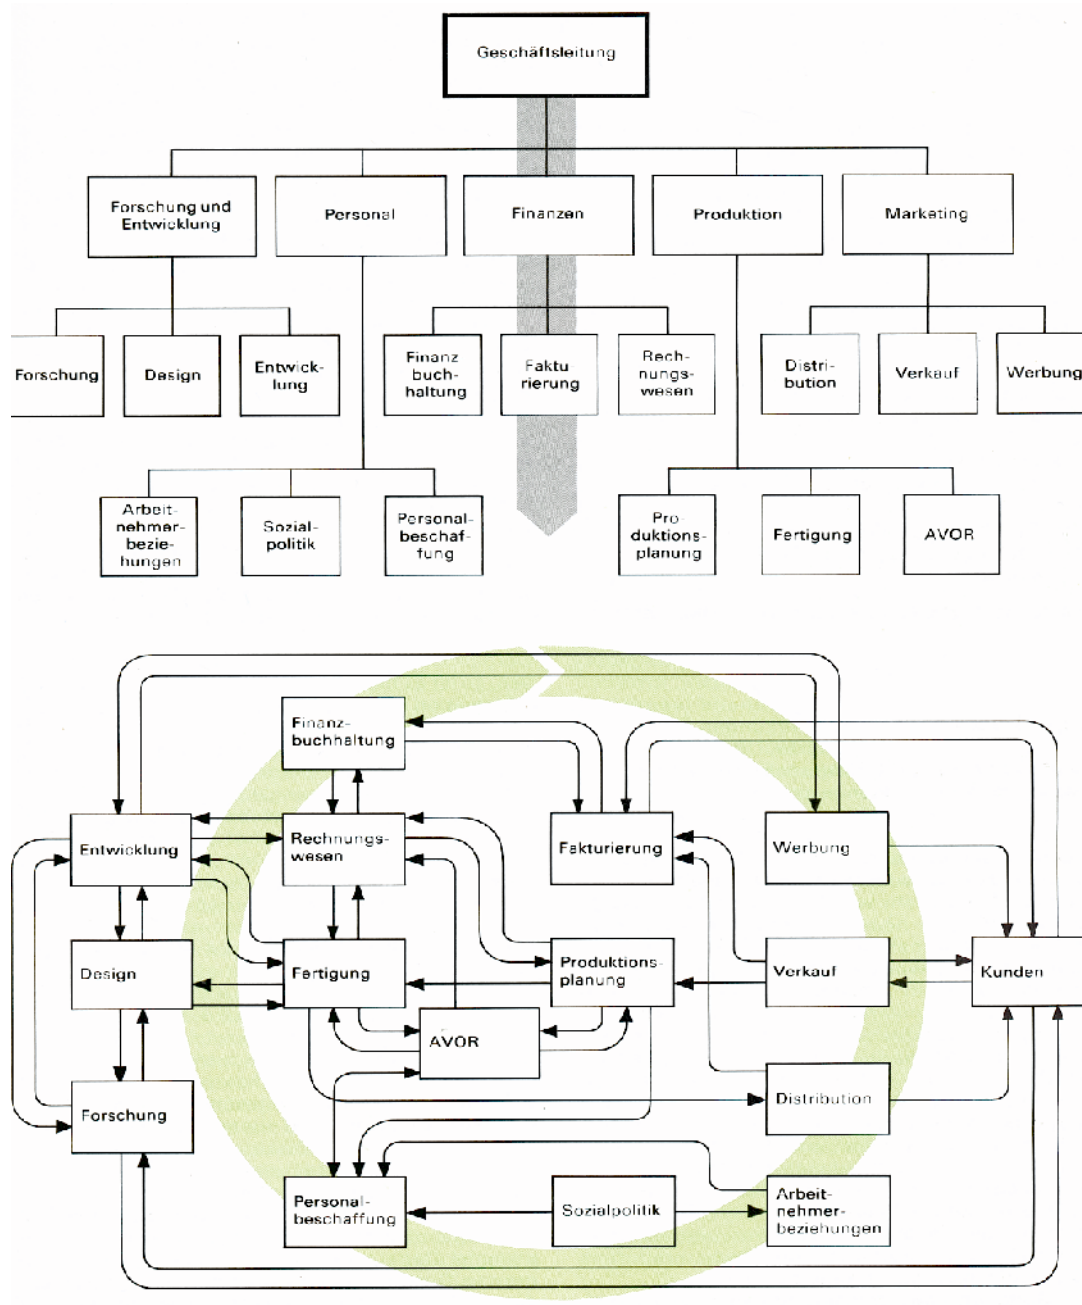 Geschäftsleitung
Forschung und
Entwicklung
Personal
Finanzen
Produktion
Marketing
Forschung
Design
Entwick-
lung
Finanz
buch-
haltung
Faktu
rierung
Rech-
nungs-
wesen
Distri-
bution
Verkauf
Werbung
Arbeit-
nehmer-
bezie-
hungen
Sozial-
politik
Personal-
beschaf-
fung
Pro-
duktions-
planung
Fertigung
AVOR
Finanz-
buchhaltung
Entwicklung
Rechnungs-
wesen
Fakturierung
Werbung
Design
Fertigung
Produktions-
planung
Verkauf
Kunden
AVOR
Forschung
Distribution
Personal-
beschaffung
Sozialpolitik
Arbeit-
nehmer-
beziehungen